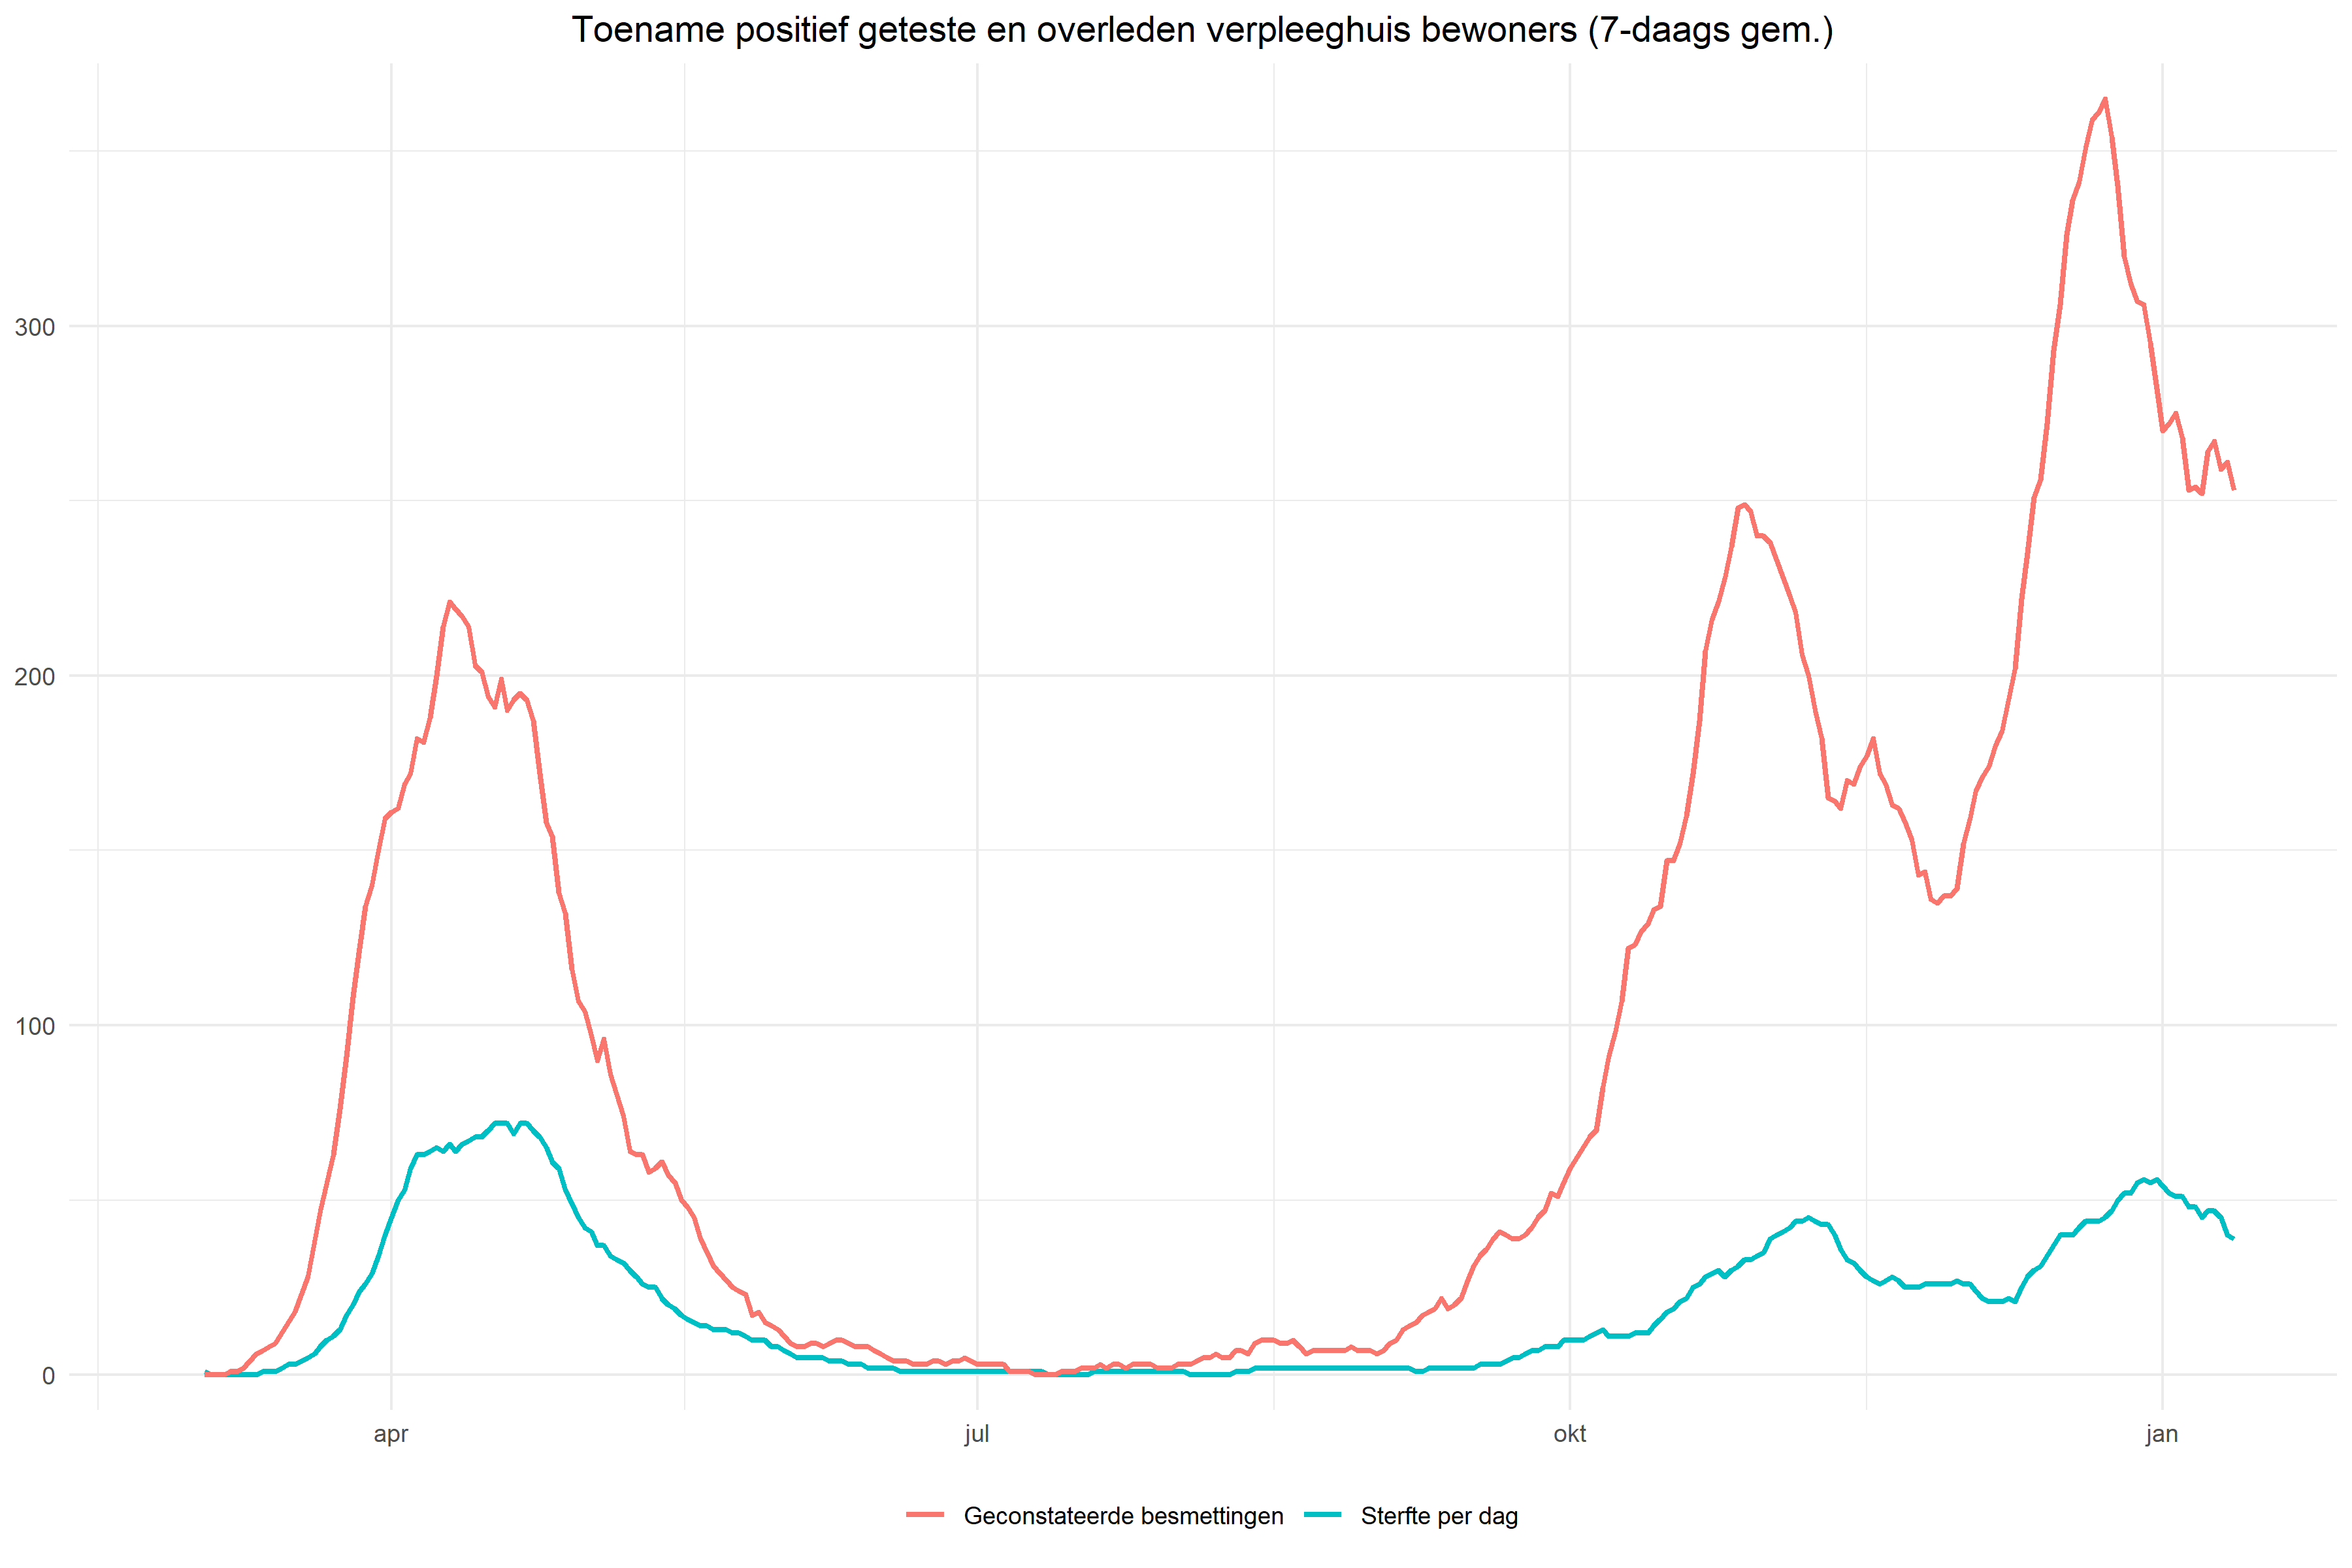 Toename positief geteste en overleden verpleeghuis bewoners (7-daags gem.)
300
200
100
0
apr jul okt jan
Geconstateerde besmettingen Sterfte per dag